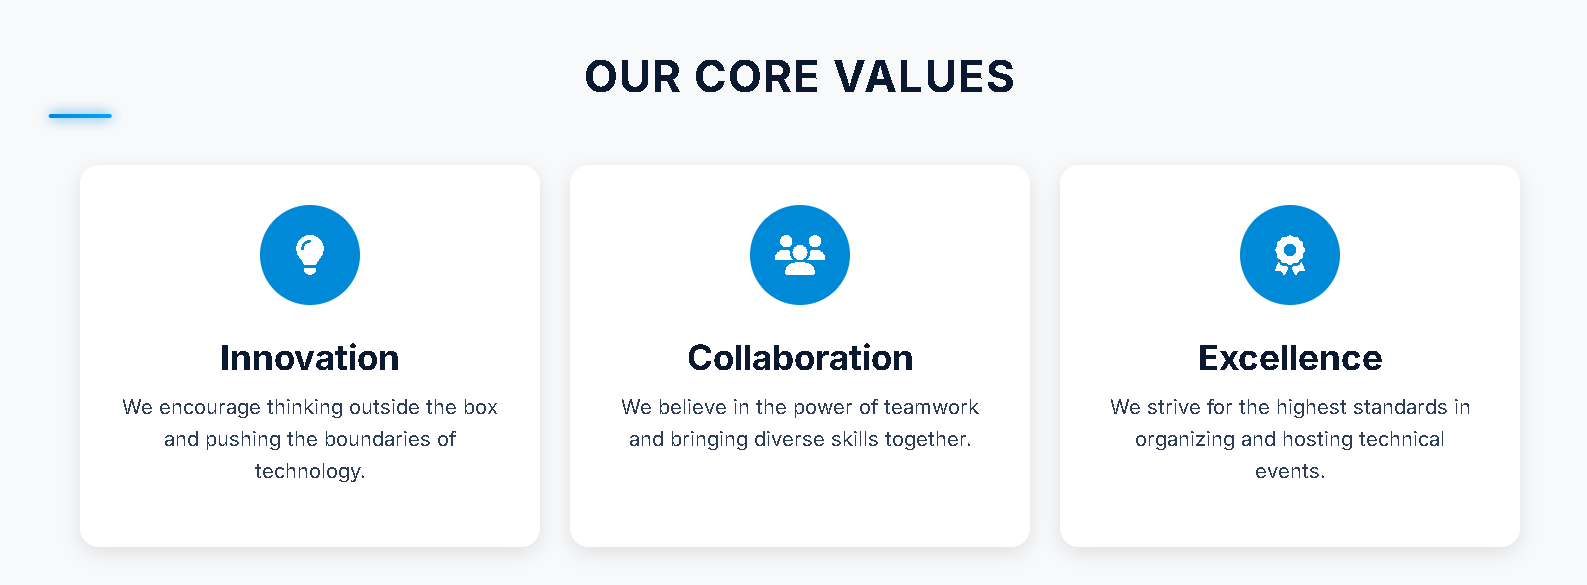 OUR CORE VALUES
Innovation
We encourage thinking outside the box
and pushing the boundaries of
technology.
Collaboration
We believe in the power of teamwork
and bringing diverse skills together.
Excellence
We strive for the highest standards in
organizing and hosting technical
events.